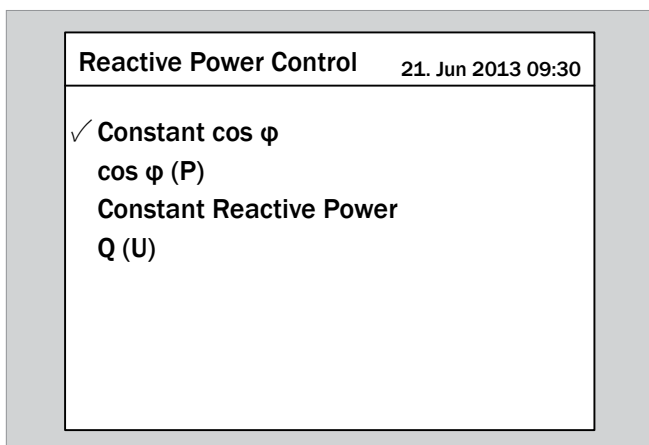 Reactive Power Control 21. Jun 2013 09:30
✓ Constant cos φ
cos φ (P)
Constant Reactive Power
Q (U)